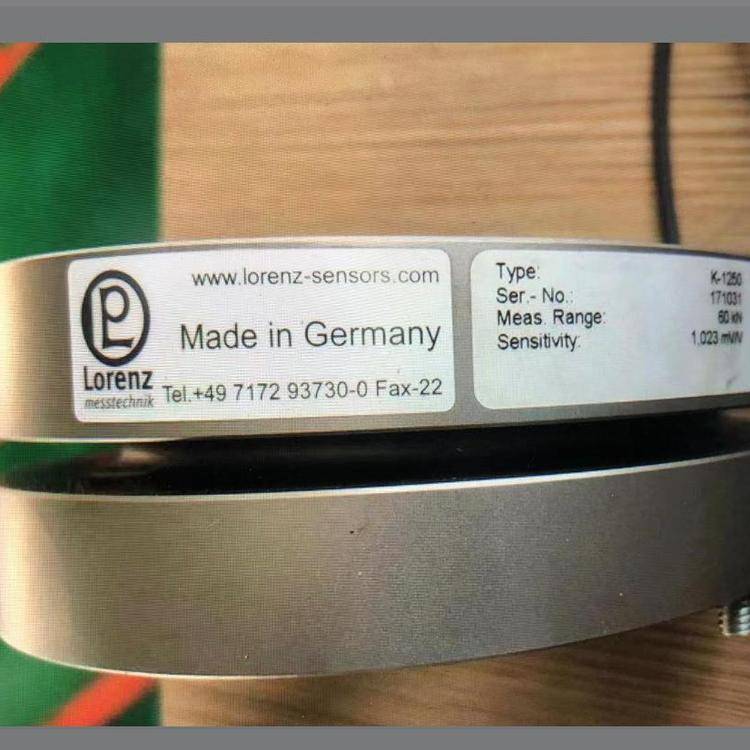 www.lorenz-sensors.com
Made in Germany
Lorenz
messtechnik
Tel.+49 7172 93730-0 Fax-22
Type: K-1250
Ser.- No.: 171031
Meas. Range: 60 kN
Sensitivity: 1,023 mV/V